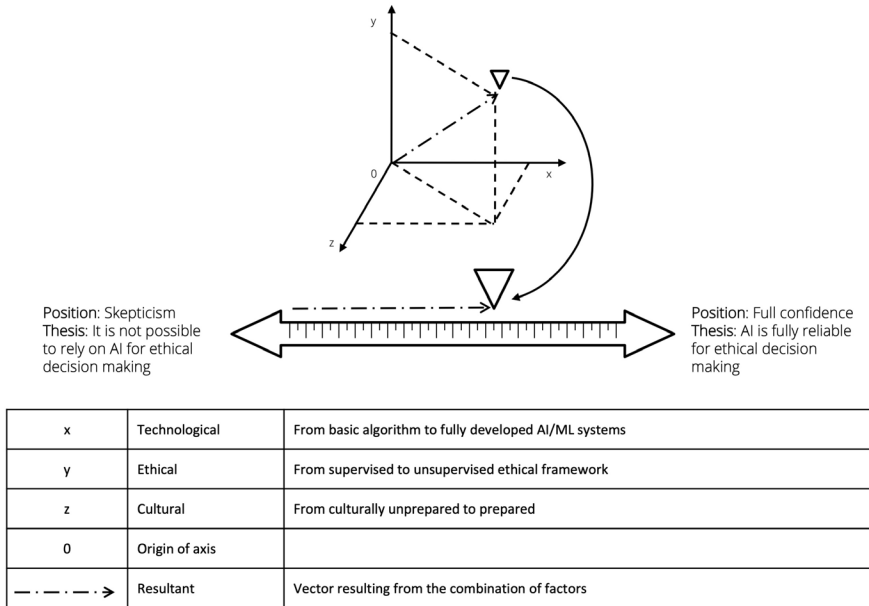 y
0
x
z
Position: Skepticism
Thesis: It is not possible
to rely on AI for ethical
decision making
Position: Full confidence
Thesis: AI is fully reliable
for ethical decision
making
x Technological From basic algorithm to fully developed AI/ML systems
y Ethical From supervised to unsupervised ethical framework
z Cultural From culturally unprepared to prepared
0 Origin of axis
Resultant Vector resulting from the combination of factors